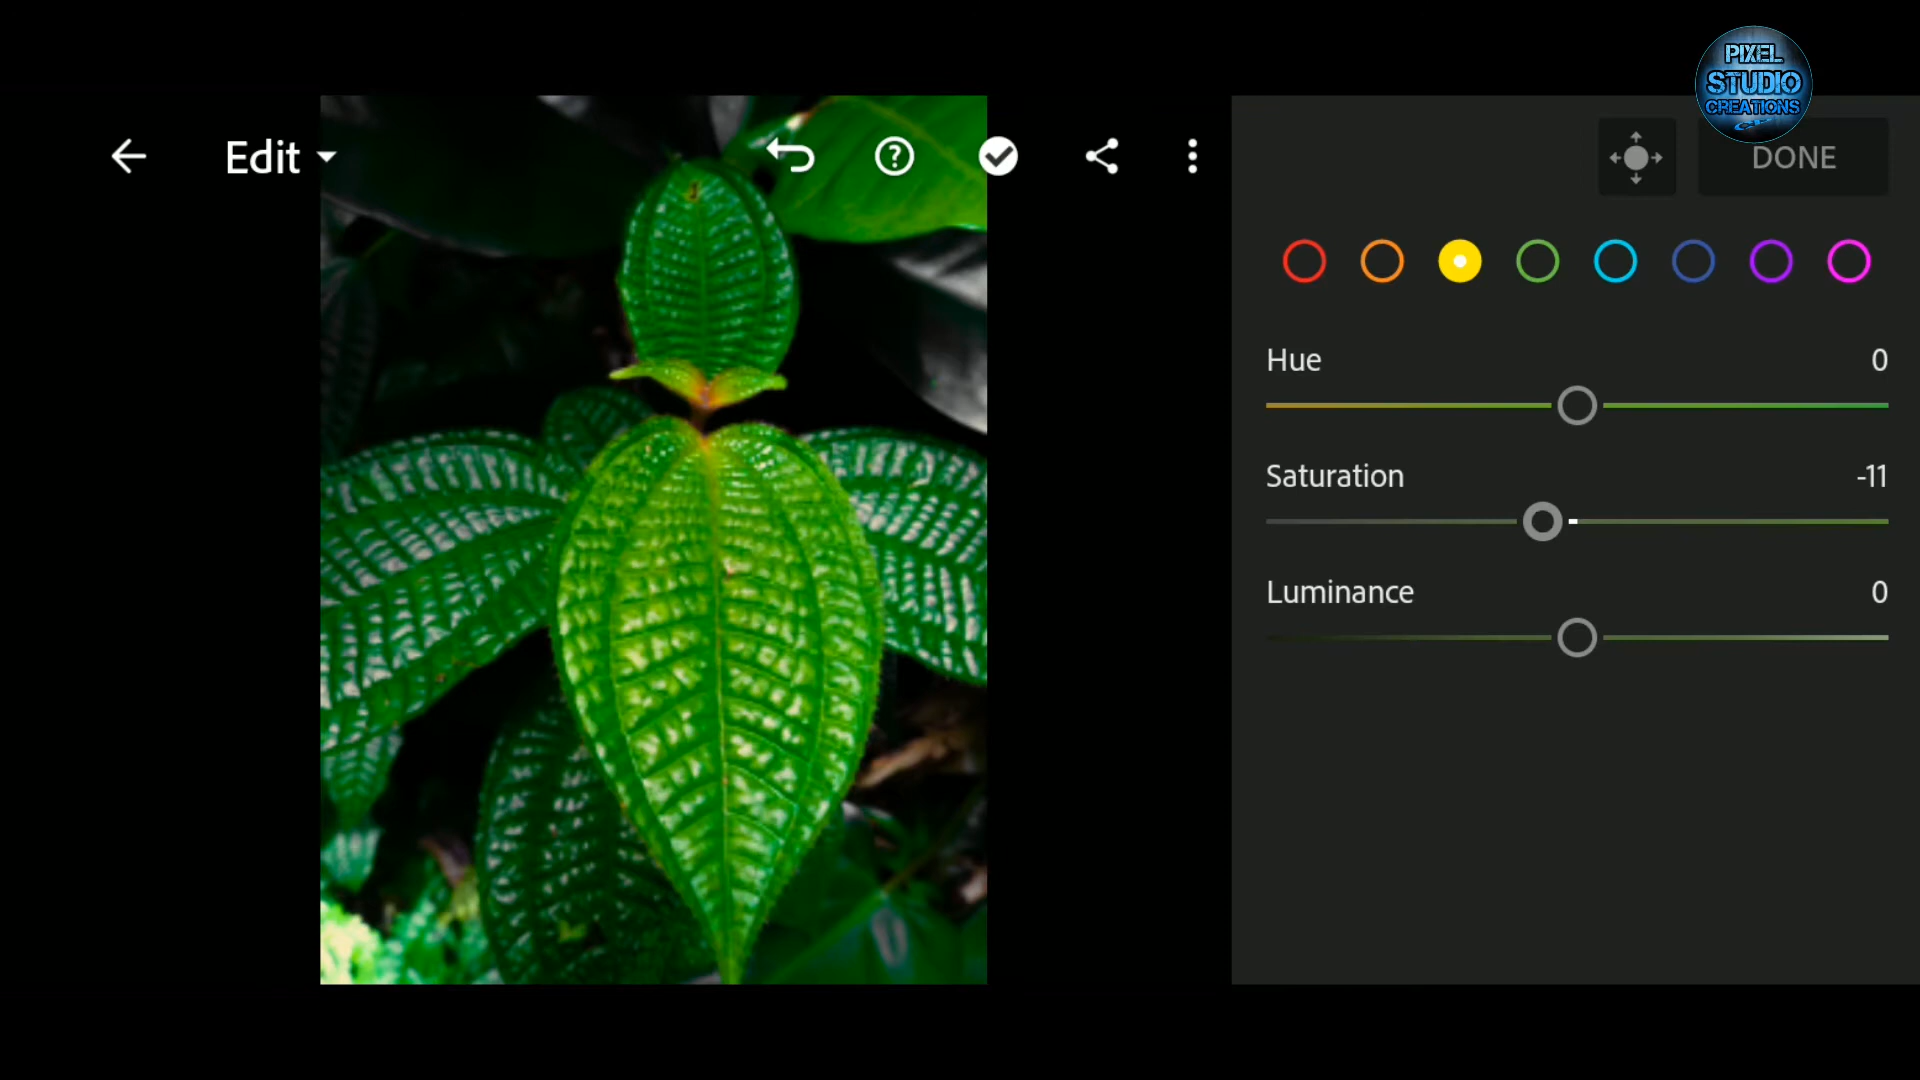 PIXEL
STUDIO
CREATIONS
Edit
DONE
Hue 0
Saturation -11
Luminance 0